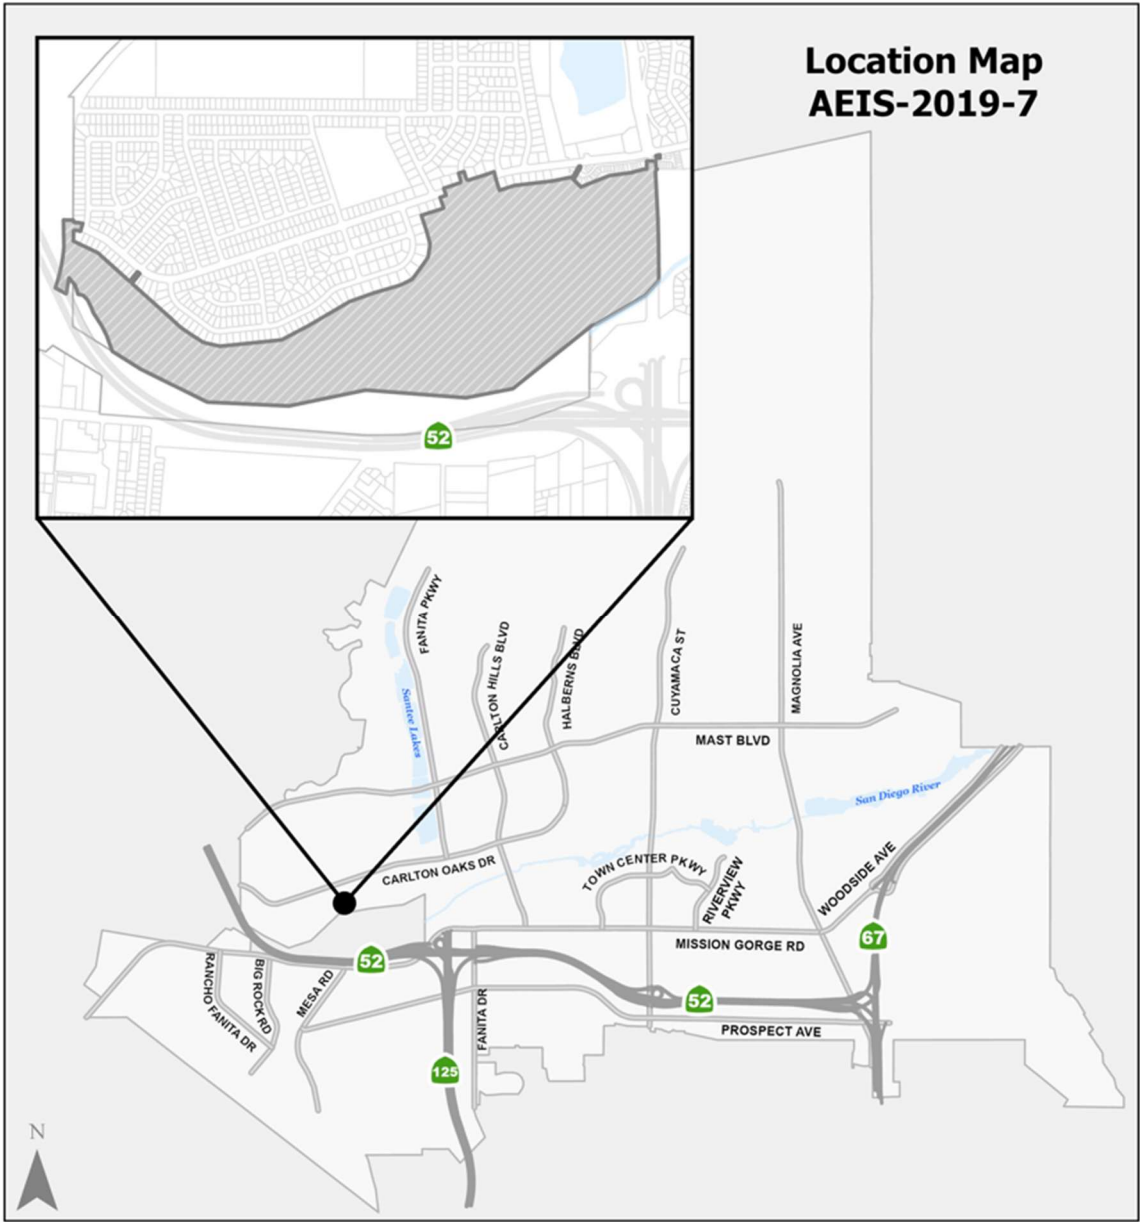 Location Map
AEIS-2019-7
52
FANITA PKWY
CARLTON HILLS BLVD
HALBERNS BLVD
CUYAMACA ST
MAGNOLIA AVE
Santee Lakes
MAST BLVD
San Diego River
CARLTON OAKS DR
TOWN CENTER PKWY
RIVERVIEW
PKWY
WOODSIDE AVE
67
MISSION GORGE RD
52
RANCHO FANITA DR
BIG ROCK RD
MESA RD
52
FANITA DR
PROSPECT AVE
125
N